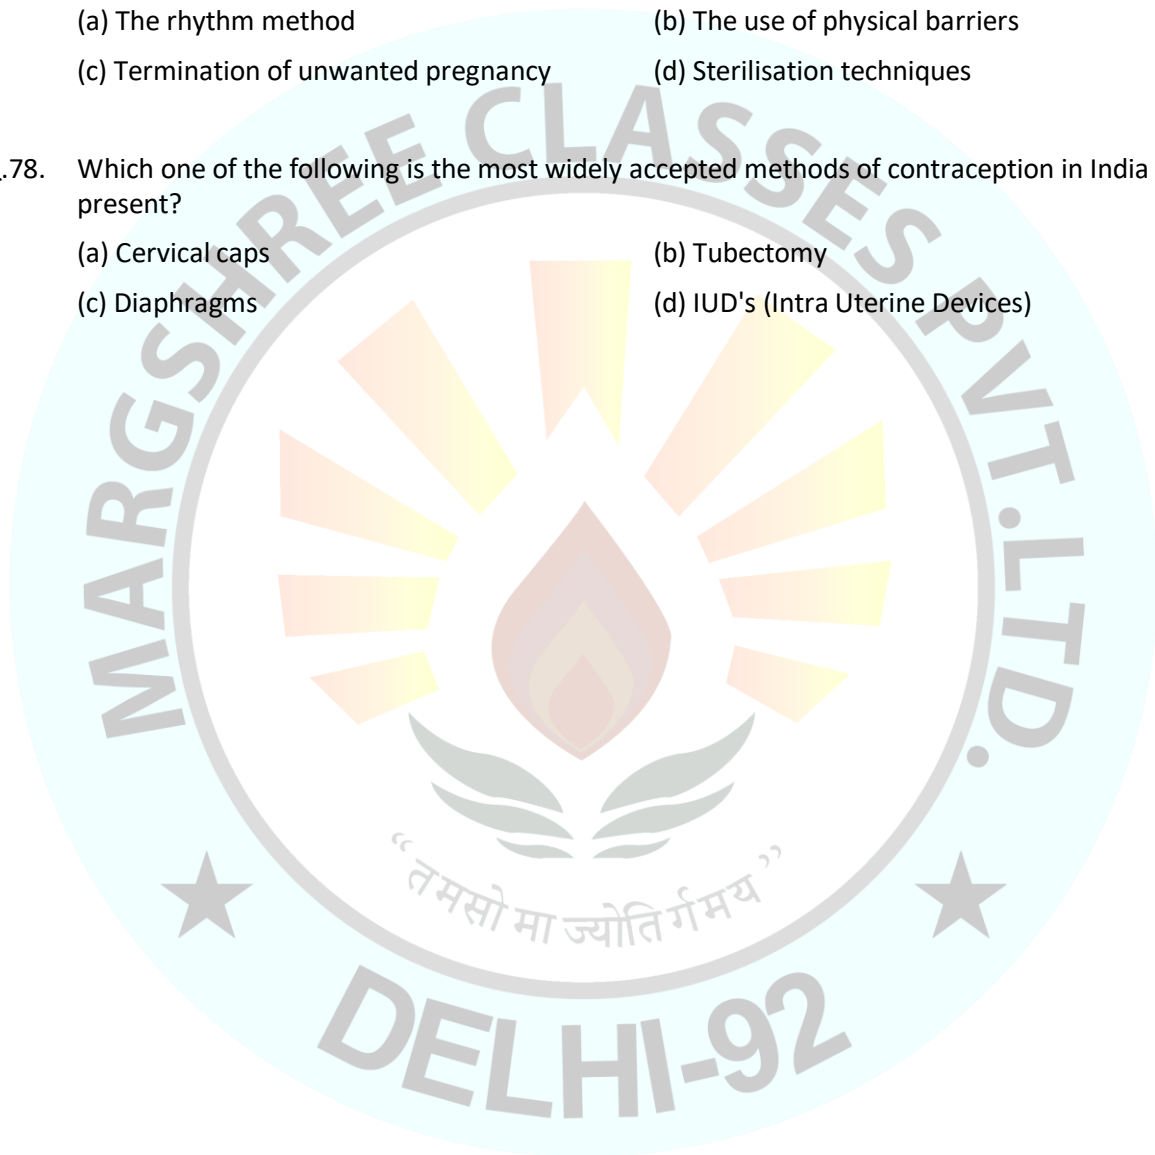 (a) The rhythm method (b) The use of physical barriers
(c) Termination of unwanted pregnancy (d) Sterilisation techniques
.78. Which one of the following is the most widely accepted methods of contraception in India
present?
(a) Cervical caps (b) Tubectomy
(c) Diaphragms (d) IUD's (Intra Uterine Devices)
MARGSHREE CLASSES PVT.LTD.
“तमसो मा ज्योति र्गमय”
DELHI-92